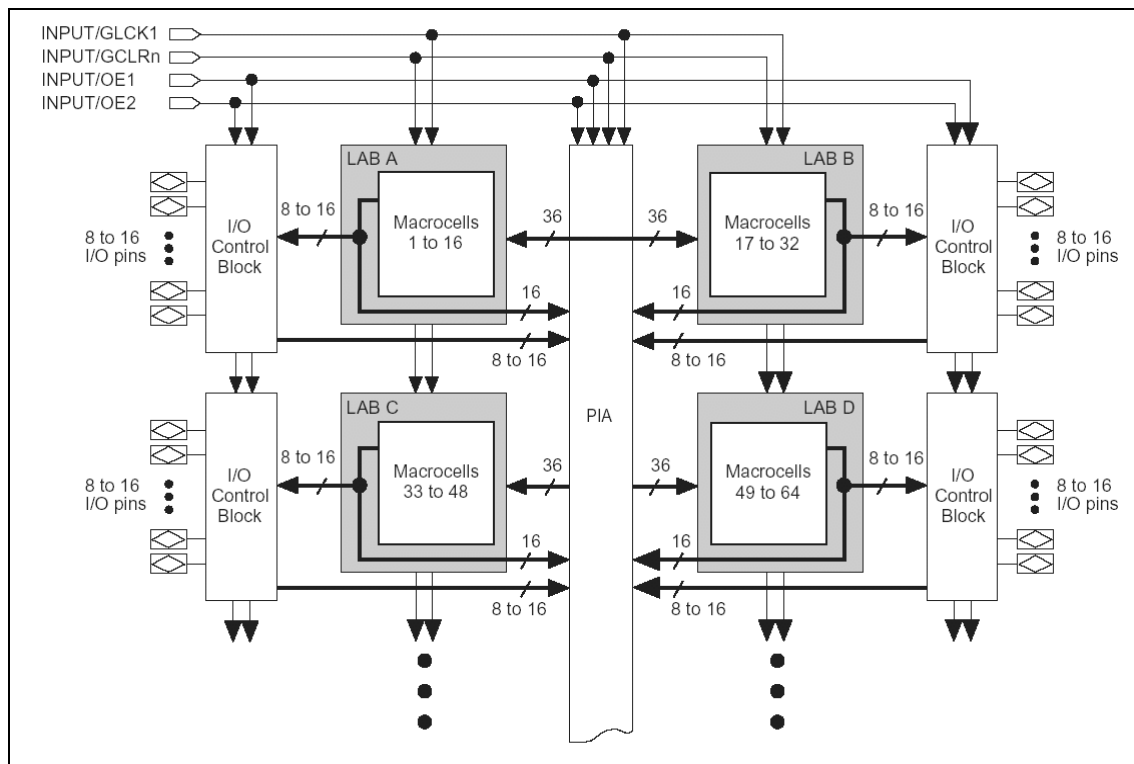 INPUT/GLCK1
INPUT/GCLRn
INPUT/OE1
INPUT/OE2
LAB A
LAB B
8 to 16
Macrocells
1 to 16
36
36
Macrocells
17 to 32
8 to 16
8 to 16
I/O pins
I/O
Control
Block
I/O
Control
Block
8 to 16
I/O pins
16
16
8 to 16
8 to 16
LAB C
PIA
LAB D
8 to 16
Macrocells
33 to 48
36
36
Macrocells
49 to 64
8 to 16
8 to 16
I/O pins
I/O
Control
Block
I/O
Control
Block
8 to 16
I/O pins
16
16
8 to 16
8 to 16